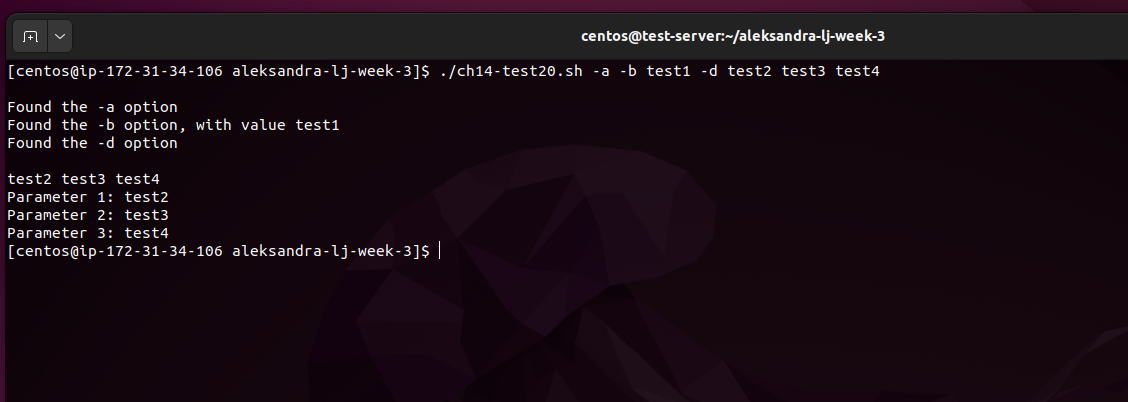 centos@test-server:~/aleksandra-lj-week-3
[centos@ip-172-31-34-106 aleksandra-lj-week-3]$ ./ch14-test20.sh -a -b test1 -d test2 test3 test4
Found the -a option
Found the -b option, with value test1
Found the -d option
test2 test3 test4
Parameter 1: test2
Parameter 2: test3
Parameter 3: test4
[centos@ip-172-31-34-106 aleksandra-lj-week-3]$